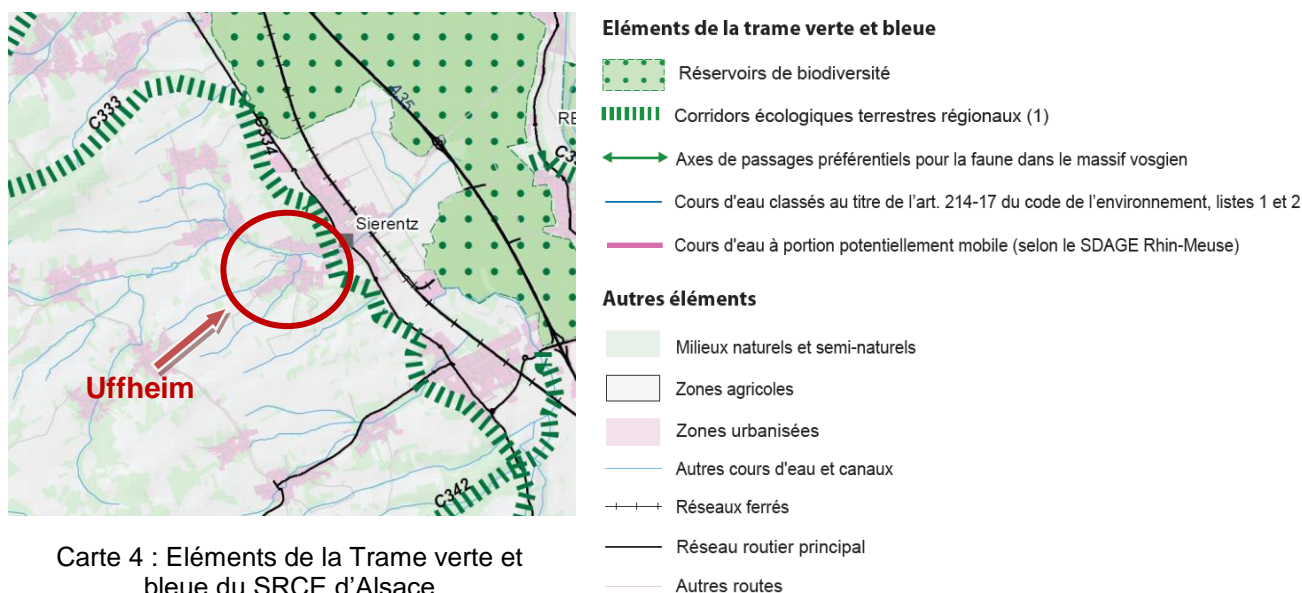 C333
C334
A35
RE
C3
Sierentz
Uffheim
C342
Carte 4 : Eléments de la Trame verte et
bleue du SRCE d'Alsace
Eléments de la trame verte et bleue
Réservoirs de biodiversité
Corridors écologiques terrestres régionaux (1)
Axes de passages préférentiels pour la faune dans le massif vosgien
Cours d'eau classés au titre de l'art. 214-17 du code de l'environnement, listes 1 et 2
Cours d'eau à portion potentiellement mobile (selon le SDAGE Rhin-Meuse)
Autres éléments
Milieux naturels et semi-naturels
Zones agricoles
Zones urbanisées
Autres cours d'eau et canaux
Réseaux ferrés
Réseau routier principal
Autres routes